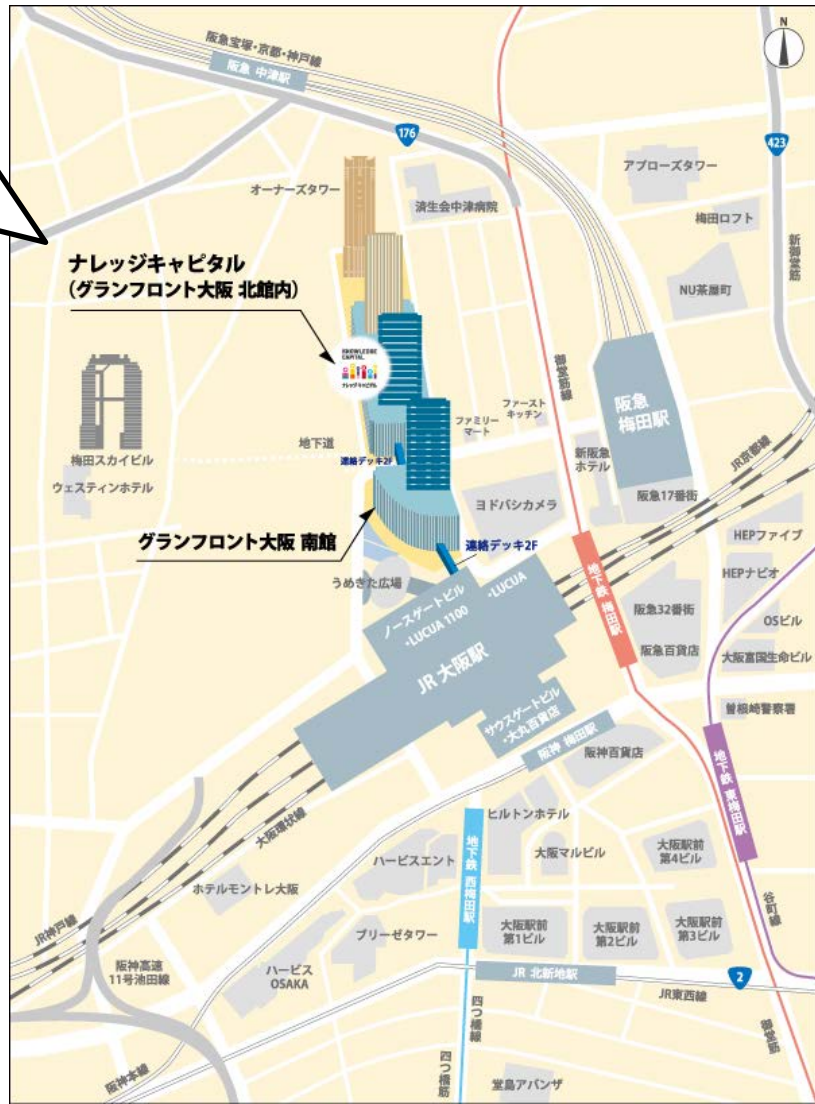 N
阪急宝塚・京都・神戸線
阪急 中津駅
176
423
アプローズタワー
オーナーズタワー
済生会中津病院
梅田ロフト
新御堂筋
ナレッジキャピタル
(グランフロント大阪 北館内)
NU茶屋町
KNOWLEDGE
CAPITAL
ナレッジキャピタル
御堂筋線
阪急
梅田駅
ファースト
キッチン
ファミリー
マート
JR京都線
地下道
新阪急
ホテル
梅田スカイビル
連絡デッキ2F
ウェスティンホテル
阪急17番街
ヨドバシカメラ
HEPファイブ
グランフロント大阪 南館
連絡デッキ2F
地下鉄 梅田駅
HEPナビオ
うめきた広場
ノースゲートビル
・LUCUA 1100
・LUCUA
阪急32番街
OSビル
JR 大阪駅
阪急百貨店
大阪富国生命ビル
サウスゲートビル
・大丸百貨店
曽根崎警察署
阪神 梅田駅
阪神百貨店
地下鉄 東梅田駅
大阪環状線
ヒルトンホテル
地下鉄 西梅田駅
ハービスエント
大阪マルビル
大阪駅前
第4ビル
ホテルモントレ大阪
谷町線
JR神戸線
ブリーゼタワー
大阪駅前
第1ビル
大阪駅前
第2ビル
大阪駅前
第3ビル
阪神高速
11号池田線
ハービス
OSAKA
JR 北新地駅
2
JR東西線
四つ橋線
御堂筋
阪神本線
四つ橋筋
堂島アバンザ